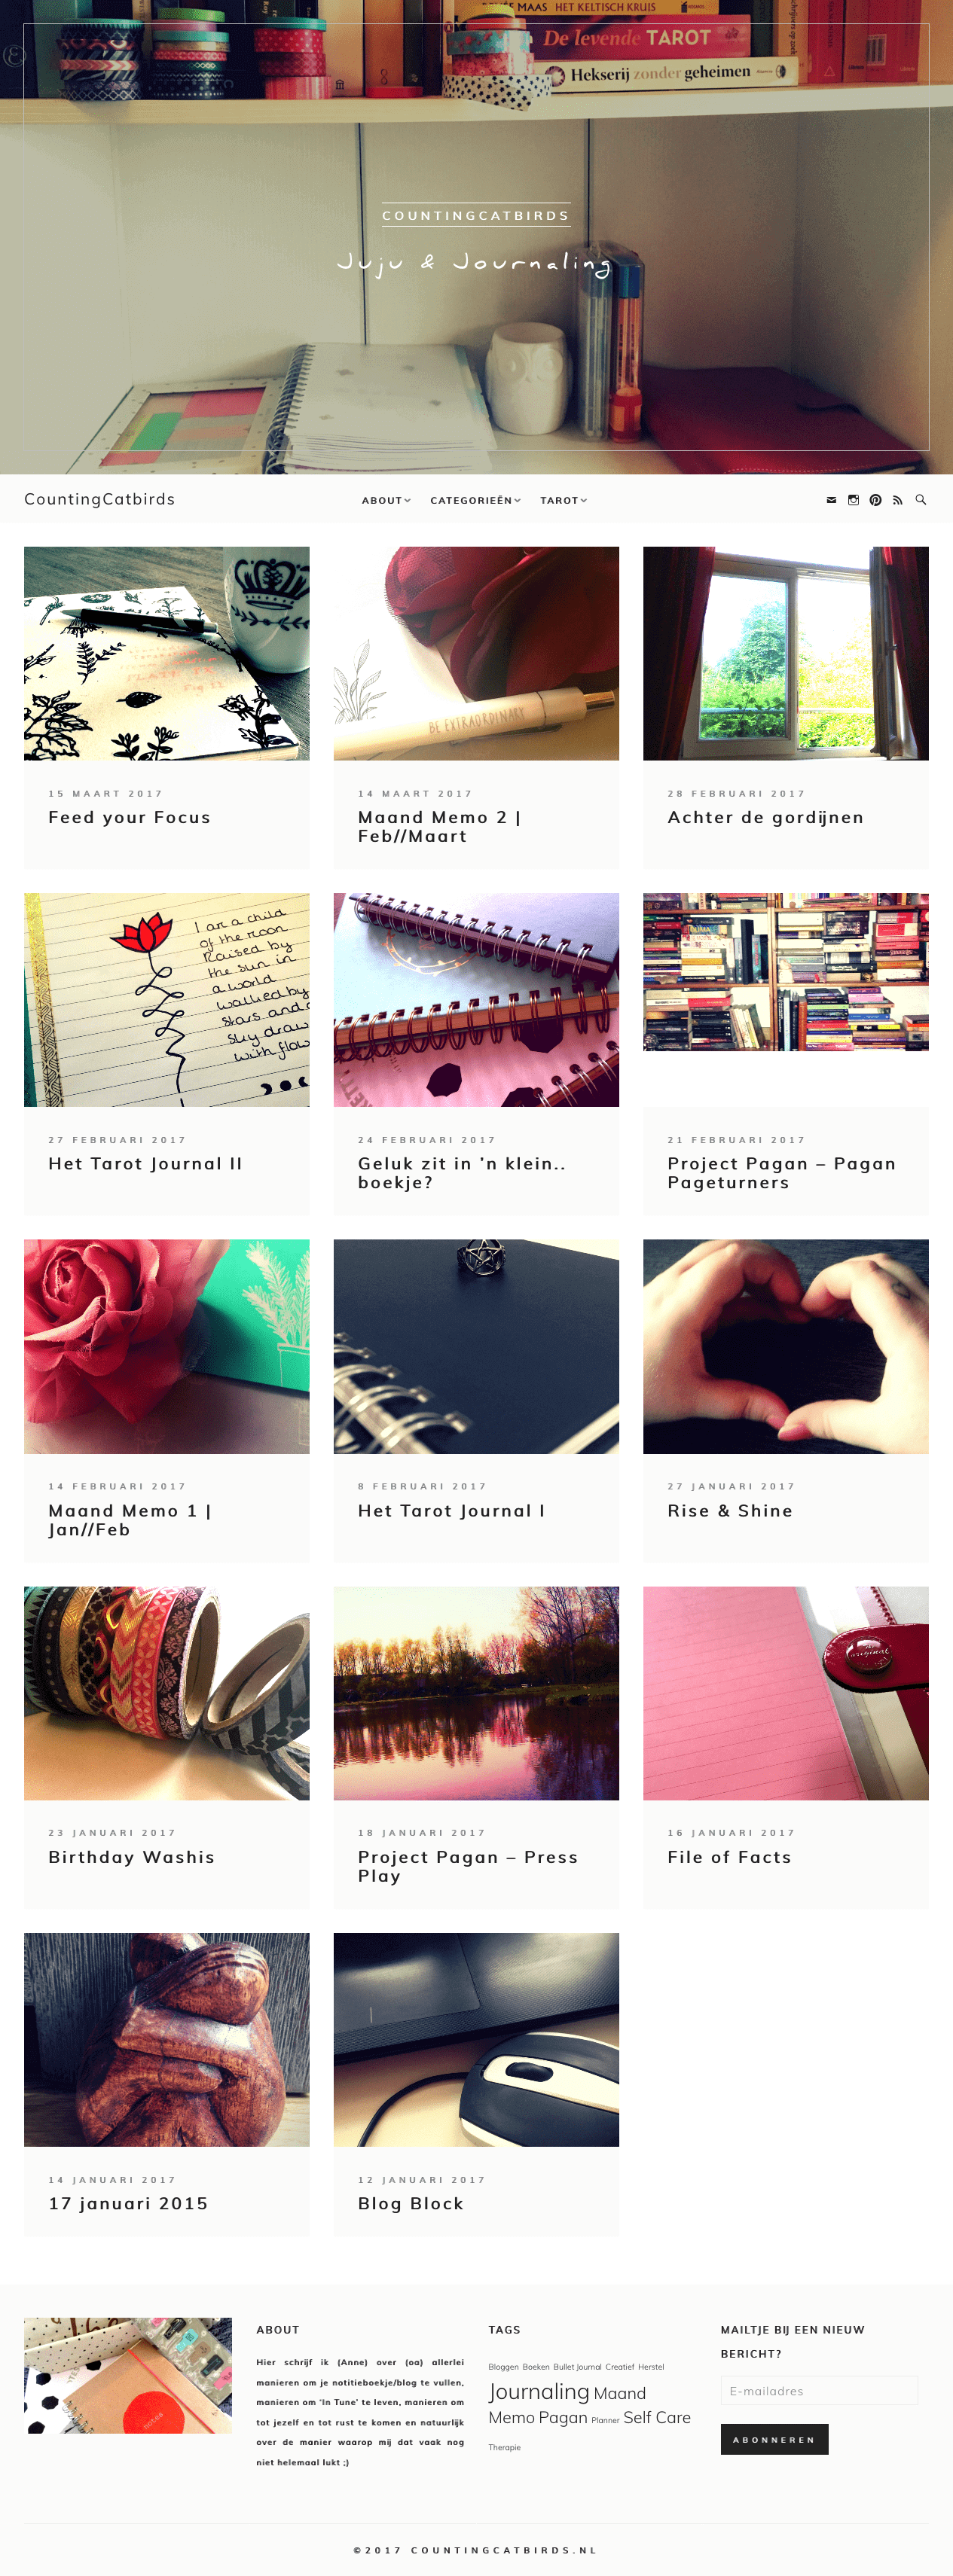 HET KELTISCH KRUIS
De levende TAROT
Hekserij zonder geheimen
COUNTINGCATBIRDS
Juju & Journaling
CountingCatbirds
ABOUT CATEGORIEËN TAROT
BE EXTRAORDINARY
15 MAART 2017
Feed your Focus
14 MAART 2017
Maand Memo 2 |
Feb//Maart
28 FEBRUARI 2017
Achter de gordijnen
I am a child
of the moon
Raised by
the sun in
a world
walked by
stars and a
sky drawn
with flow
27 FEBRUARI 2017
Het Tarot Journal II
24 FEBRUARI 2017
Geluk zit in ’n klein..
boekje?
21 FEBRUARI 2017
Project Pagan – Pagan
Pageturners
14 FEBRUARI 2017
Maand Memo 1 |
Jan//Feb
8 FEBRUARI 2017
Het Tarot Journal I
27 JANUARI 2017
Rise & Shine
original
23 JANUARI 2017
Birthday Washis
18 JANUARI 2017
Project Pagan – Press
Play
16 JANUARI 2017
File of Facts
14 JANUARI 2017
17 januari 2015
12 JANUARI 2017
Blog Block
notes
ABOUT
Hier schrijf ik (Anne) over (oa) allerlei
manieren om je notitieboekje/blog te vullen,
manieren om ‘In Tune’ te leven, manieren om
tot jezelf en tot rust te komen en natuurlijk
over de manier waarop mij dat vaak nog
niet helemaal lukt ;)
TAGS
Bloggen Boeken Bullet Journal Creatief Herstel
Journaling Maand
Memo Pagan Planner Self Care
Therapie
MAILTJE BIJ EEN NIEUW
BERICHT?
E-mailadres
ABONNEREN
©2017 COUNTINGCATBIRDS.NL